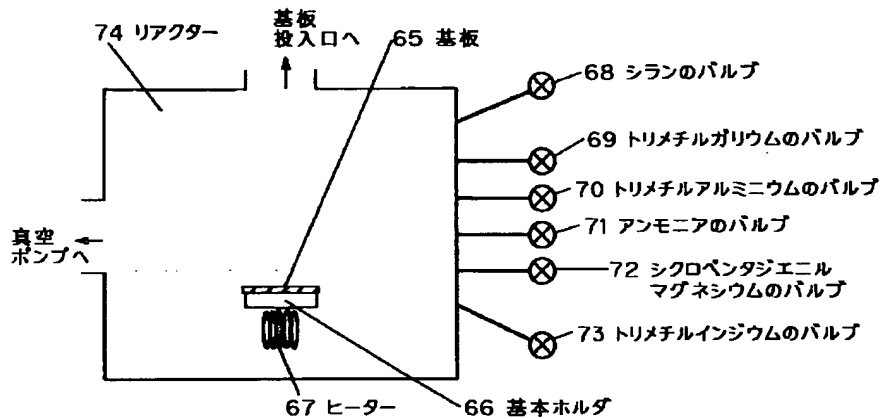 74 リアクター
基板
投入口へ
65 基板
68 シランのバルブ
69 トリメチルガリウムのバルブ
70 トリメチルアルミニウムのバルブ
71 アンモニアのバルブ
真空
ポンプへ
72 シクロペンタジエニル
マグネシウムのバルブ
73 トリメチルインジウムのバルブ
67 ヒーター
66 基本ホルダ